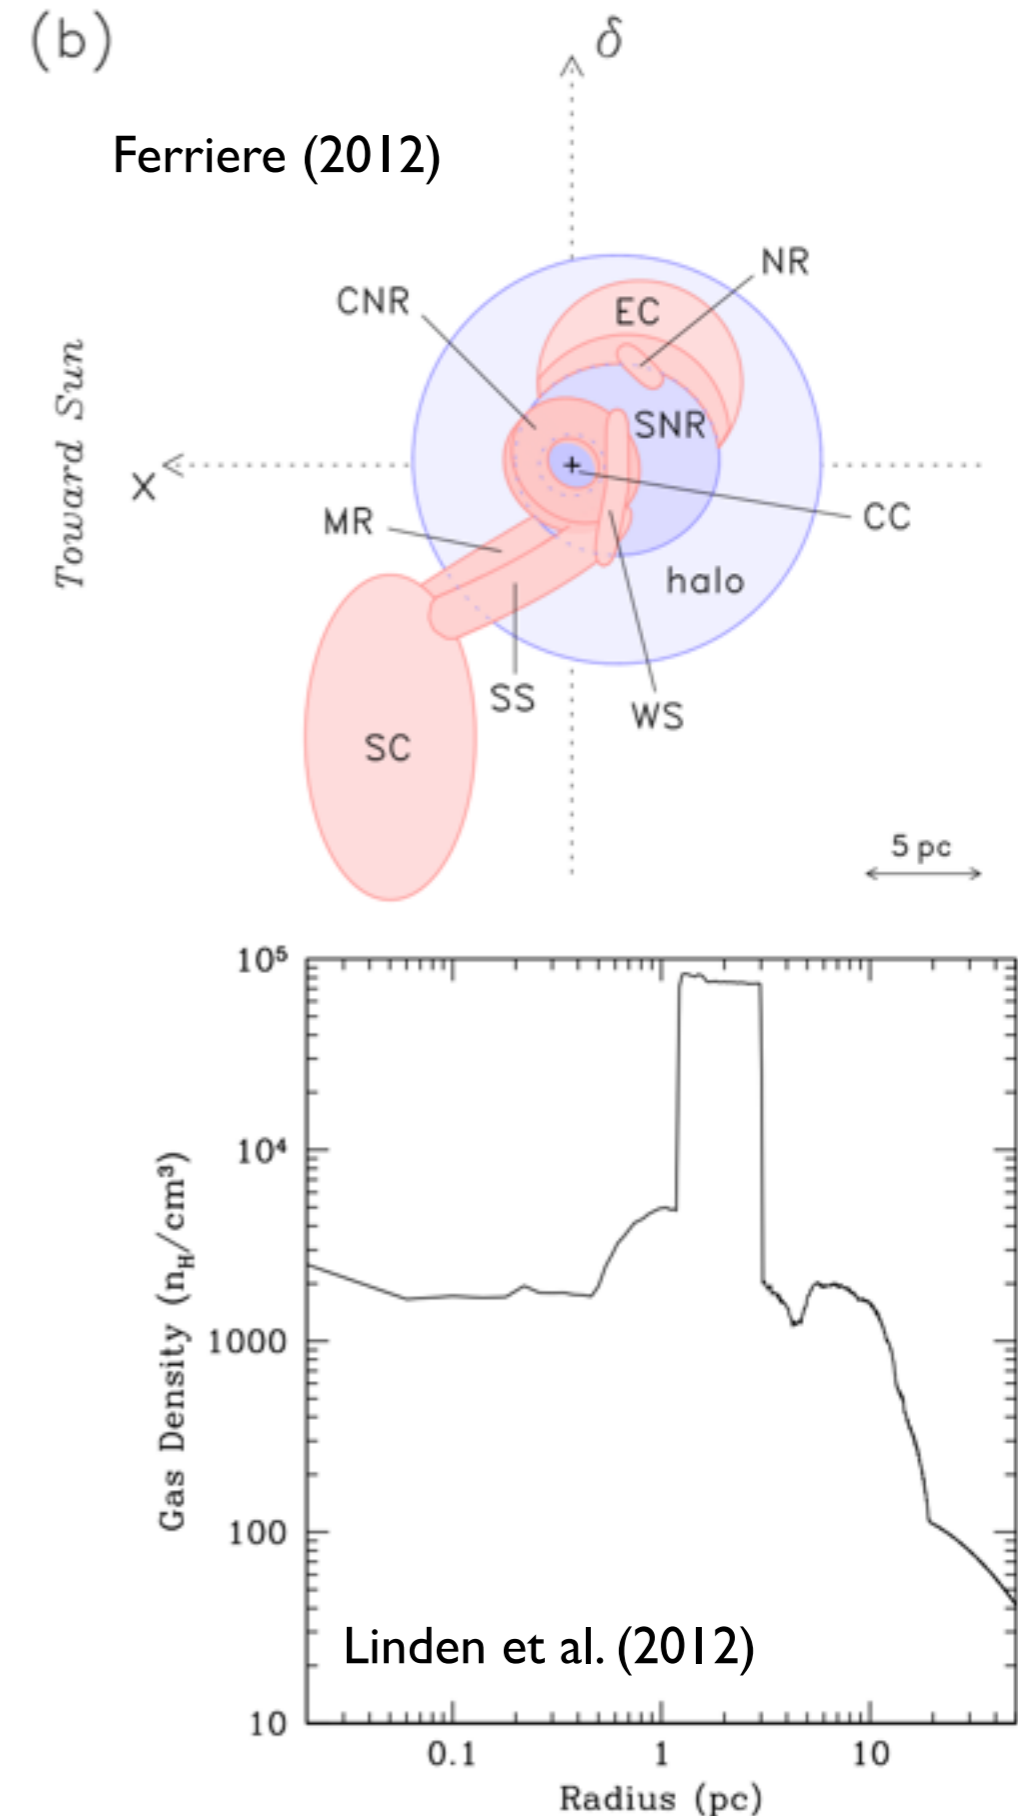 (b)
δ
Ferriere (2012)
NR
CNR
EC
Toward Sun
SNR
X
MR
CC
halo
SS
WS
SC
5 pc
10⁵
10⁴
1000
100
10
Gas Density (n_H/cm³)
Linden et al. (2012)
0.1
1
10
Radius (pc)